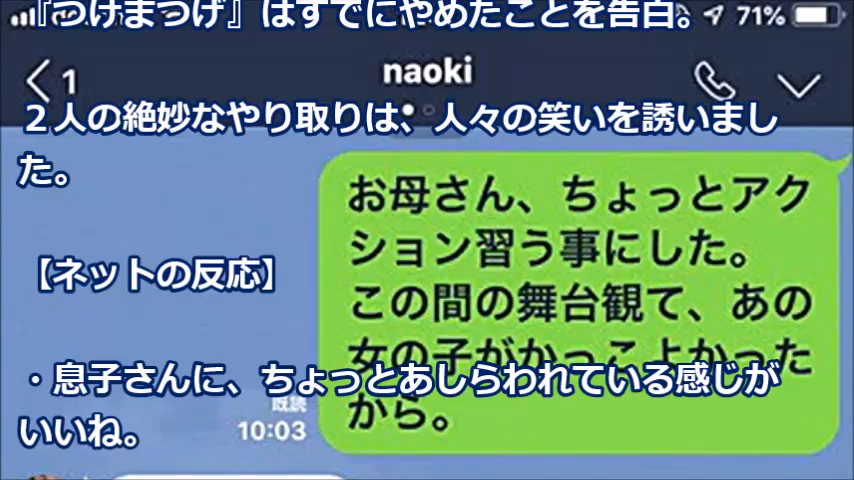 『つけまつげ』はすでにやめたことを告白。
71%
1
naoki
２人の絶妙なやり取りは、人々の笑いを誘いまし
た。
お母さん、ちょっとアク
ション習う事にした。
この間の舞台観て、あの
女の子がかっこよかった
から。
【ネットの反応】
・息子さんに、ちょっとあしらわれている感じが
いいね。
既読
10:03